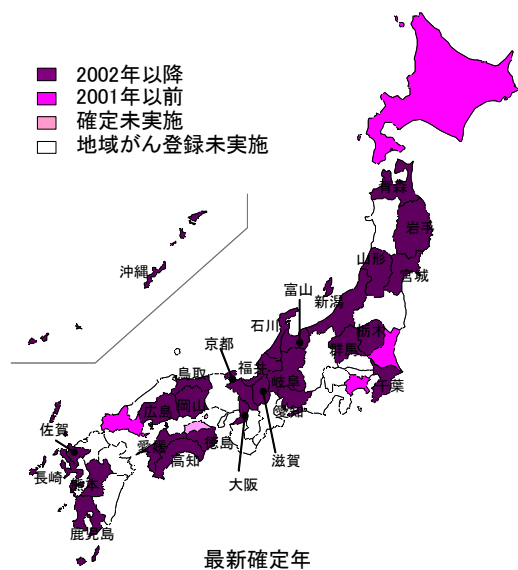 2002年以降
2001年以前
確定未実施
地域がん登録未実施
青森
岩手
山形
宮城
沖縄
富山
新潟
石川
栃木
京都
群馬
福井
鳥取
岐阜
千葉
岡山
広島
愛知
佐賀
徳島
愛媛
高知
滋賀
長崎
熊本
大阪
鹿児島
最新確定年